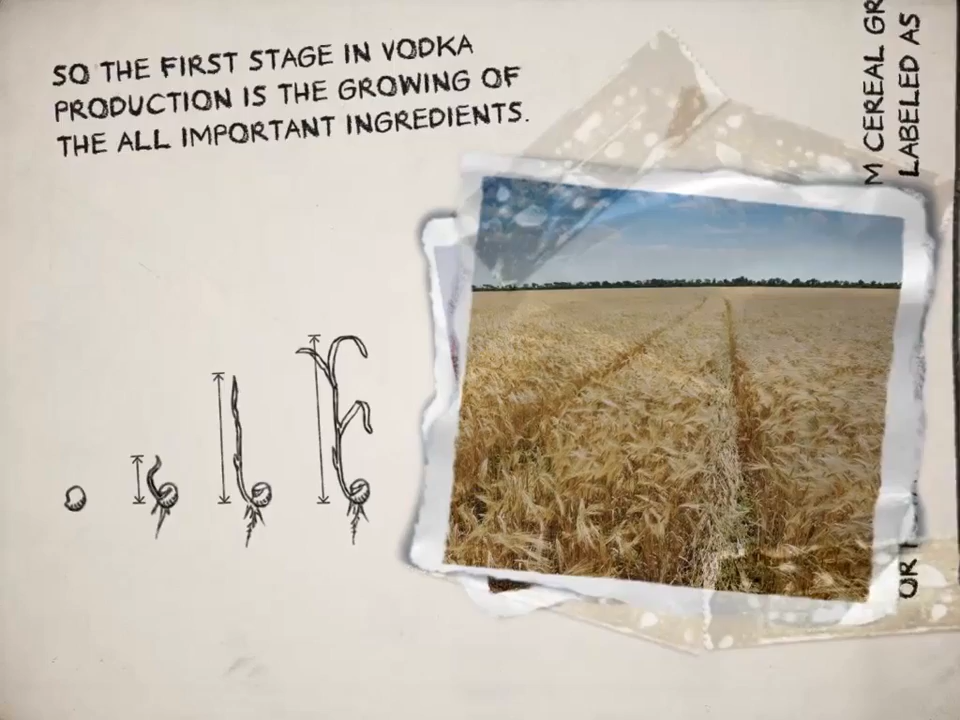 SO THE FIRST STAGE IN VODKA
PRODUCTION IS THE GROWING OF
THE ALL IMPORTANT INGREDIENTS.
M CEREAL GR
LABELED AS
OR